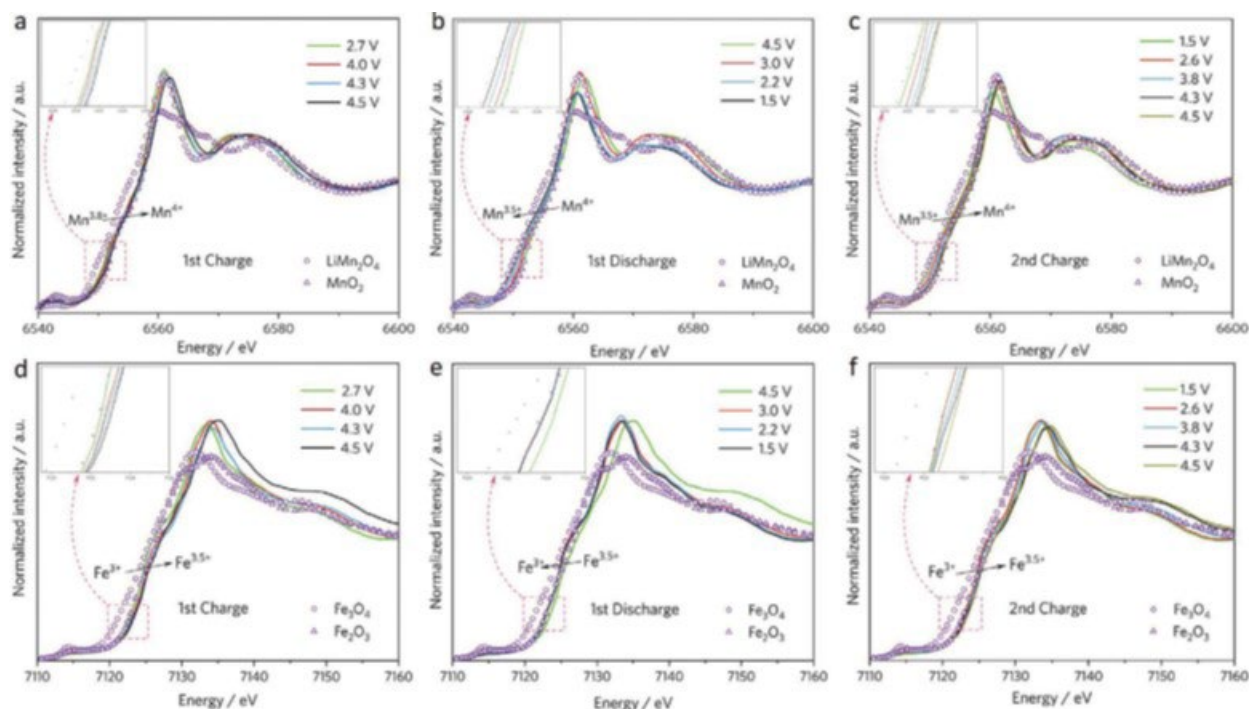 a
2.7 V
4.0 V
4.3 V
4.5 V
Mn3.8+
Mn4+
1st Charge
LiMn2O4
MnO2
Normalized intensity / a.u.
6540 6560 6580 6600
Energy / eV
b
4.5 V
3.0 V
2.2 V
1.5 V
Mn3.5+
Mn4+
1st Discharge
LiMn2O4
MnO2
Normalized intensity / a.u.
6540 6560 6580 6600
Energy / eV
c
1.5 V
2.6 V
3.8 V
4.3 V
4.5 V
Mn3.5+
Mn4+
2nd Charge
LiMn2O4
MnO2
Normalized intensity / a.u.
6540 6560 6580 6600
Energy / eV
d
2.7 V
4.0 V
4.3 V
4.5 V
Fe3+
Fe3.5+
1st Charge
Fe3O4
Fe2O3
Normalized intensity / a.u.
7110 7120 7130 7140 7150 7160
Energy / eV
e
4.5 V
3.0 V
2.2 V
1.5 V
Fe3+
Fe3.5+
1st Discharge
Fe3O4
Fe2O3
Normalized intensity / a.u.
7110 7120 7130 7140 7150 7160
Energy / eV
f
1.5 V
2.6 V
3.8 V
4.3 V
4.5 V
Fe3+
Fe3.5+
2nd Charge
Fe3O4
Fe2O3
Normalized intensity / a.u.
7110 7120 7130 7140 7150 7160
Energy / eV